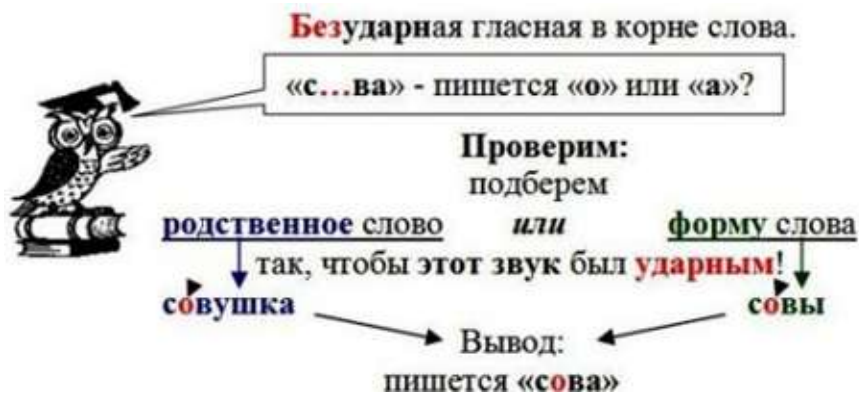 Безударная гласная в корне слова.
«с…ва» - пишется «о» или «а»?
Проверим:
подберем
родственное слово или форму слова
так, чтобы этот звук был ударным!
совушка совы
Вывод:
пишется «сова»